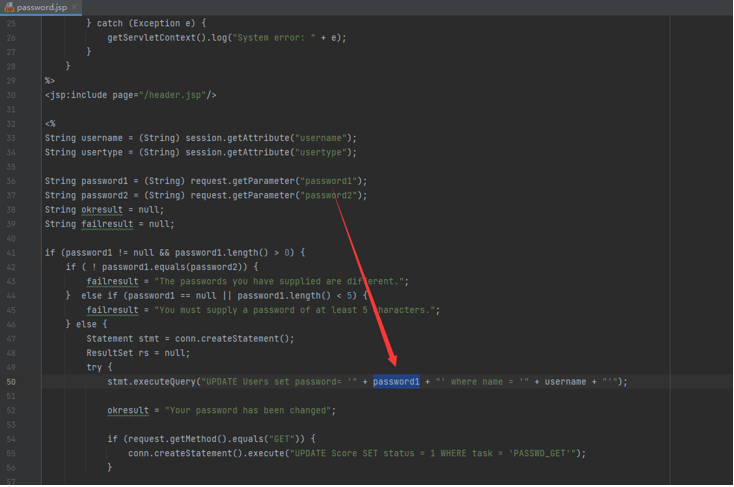 password.jsp ×
25 } catch (Exception e) {
26 getServletContext().log("System error: " + e);
27 }
28 }
29 %>
30 <jsp:include page="/header.jsp"/>
31
32 <%
33 String username = (String) session.getAttribute("username");
34 String usertype = (String) session.getAttribute("usertype");
35
36 String password1 = (String) request.getParameter("password1");
37 String password2 = (String) request.getParameter("password2");
38 String okresult = null;
39 String failresult = null;
40
41 if (password1 != null && password1.length() > 0) {
42 if ( ! password1.equals(password2)) {
43 failresult = "The passwords you have supplied are different.";
44 } else if (password1 == null || password1.length() < 5) {
45 failresult = "You must supply a password of at least 5 characters.";
46 } else {
47 Statement stmt = conn.createStatement();
48 ResultSet rs = null;
49 try {
50 stmt.executeQuery("UPDATE Users set password= '" + password1 + "' where name = '" + username + "'");
51
52 okresult = "Your password has been changed";
53
54 if (request.getMethod().equals("GET")) {
55 conn.createStatement().execute("UPDATE Score SET status = 1 WHERE task = 'PASSWD_GET'");
56 }
57